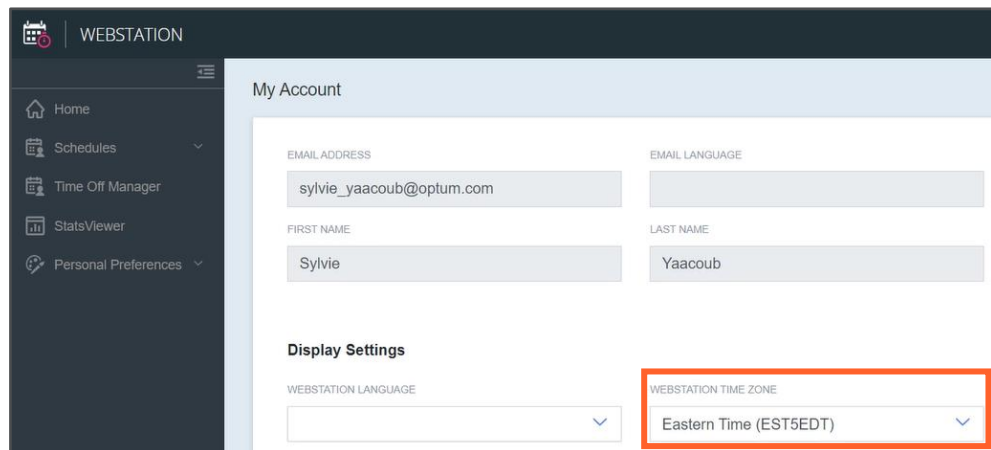 WEBSTATION
My Account
Home
Schedules
Time Off Manager
StatsViewer
Personal Preferences
EMAIL ADDRESS
EMAIL LANGUAGE
sylvie_yaacoub@optum.com
FIRST NAME
LAST NAME
Sylvie
Yaacoub
Display Settings
WEBSTATION LANGUAGE
WEBSTATION TIME ZONE
Eastern Time (EST5EDT)